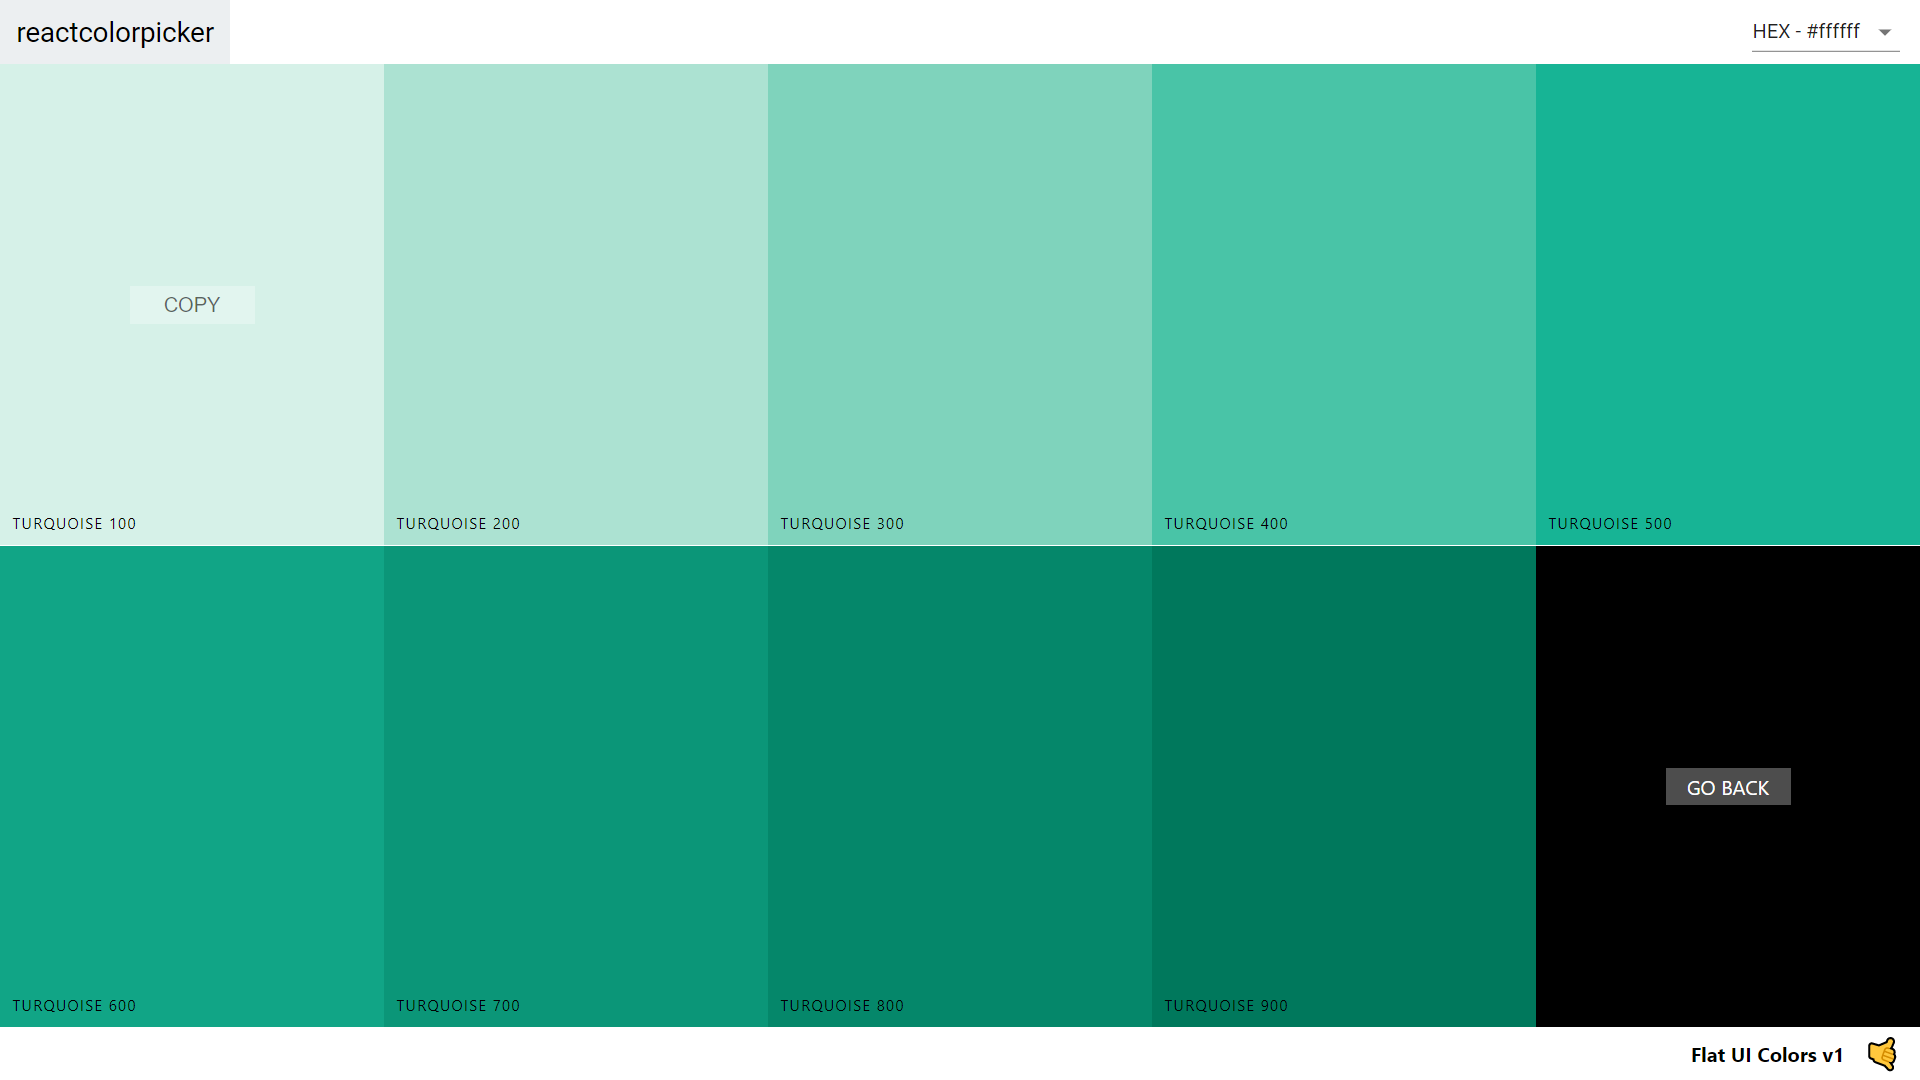 reactcolorpicker
HEX - #ffffff
COPY
TURQUOISE 100
TURQUOISE 200
TURQUOISE 300
TURQUOISE 400
TURQUOISE 500
GO BACK
TURQUOISE 600
TURQUOISE 700
TURQUOISE 800
TURQUOISE 900
Flat UI Colors v1